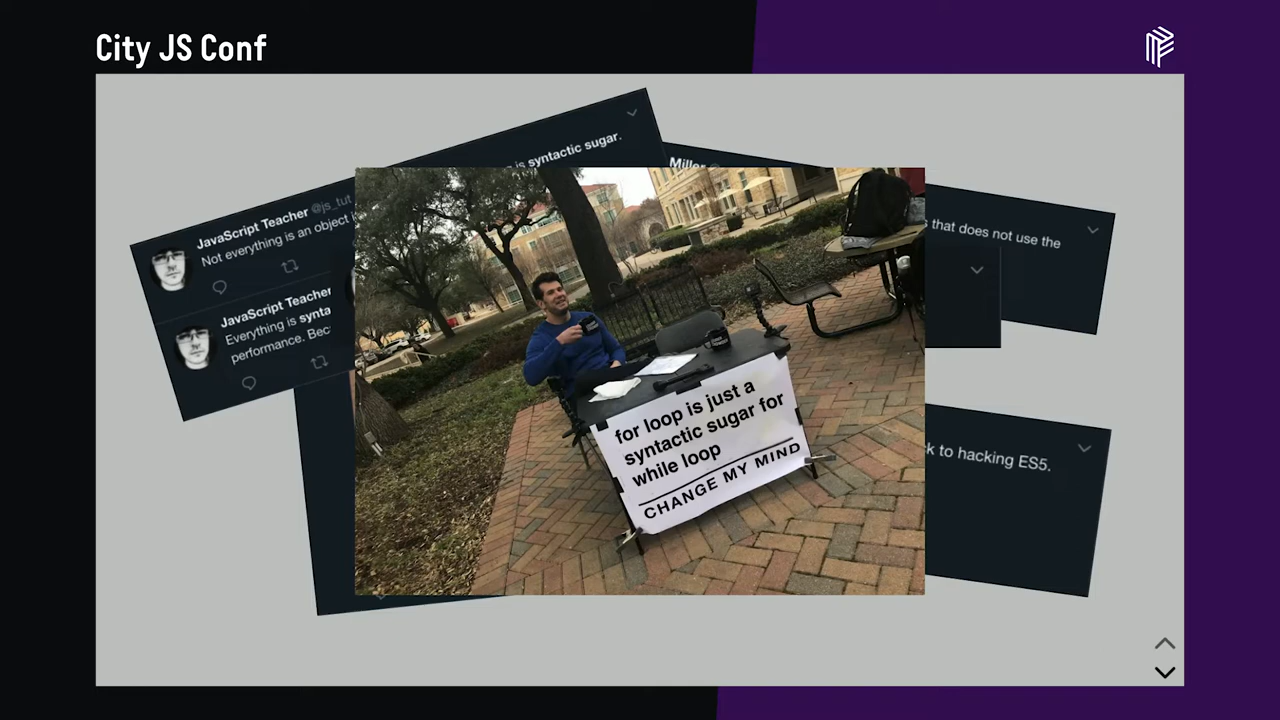 City JS Conf
is syntactic sugar.
JavaScript Teacher @js_tut
Not everything is an object
JavaScript Teacher
Everything is synta
performance. Bec
Miller
that does not use the
k to hacking ES5.
for loop is just a
syntactic sugar for
while loop
CHANGE MY MIND